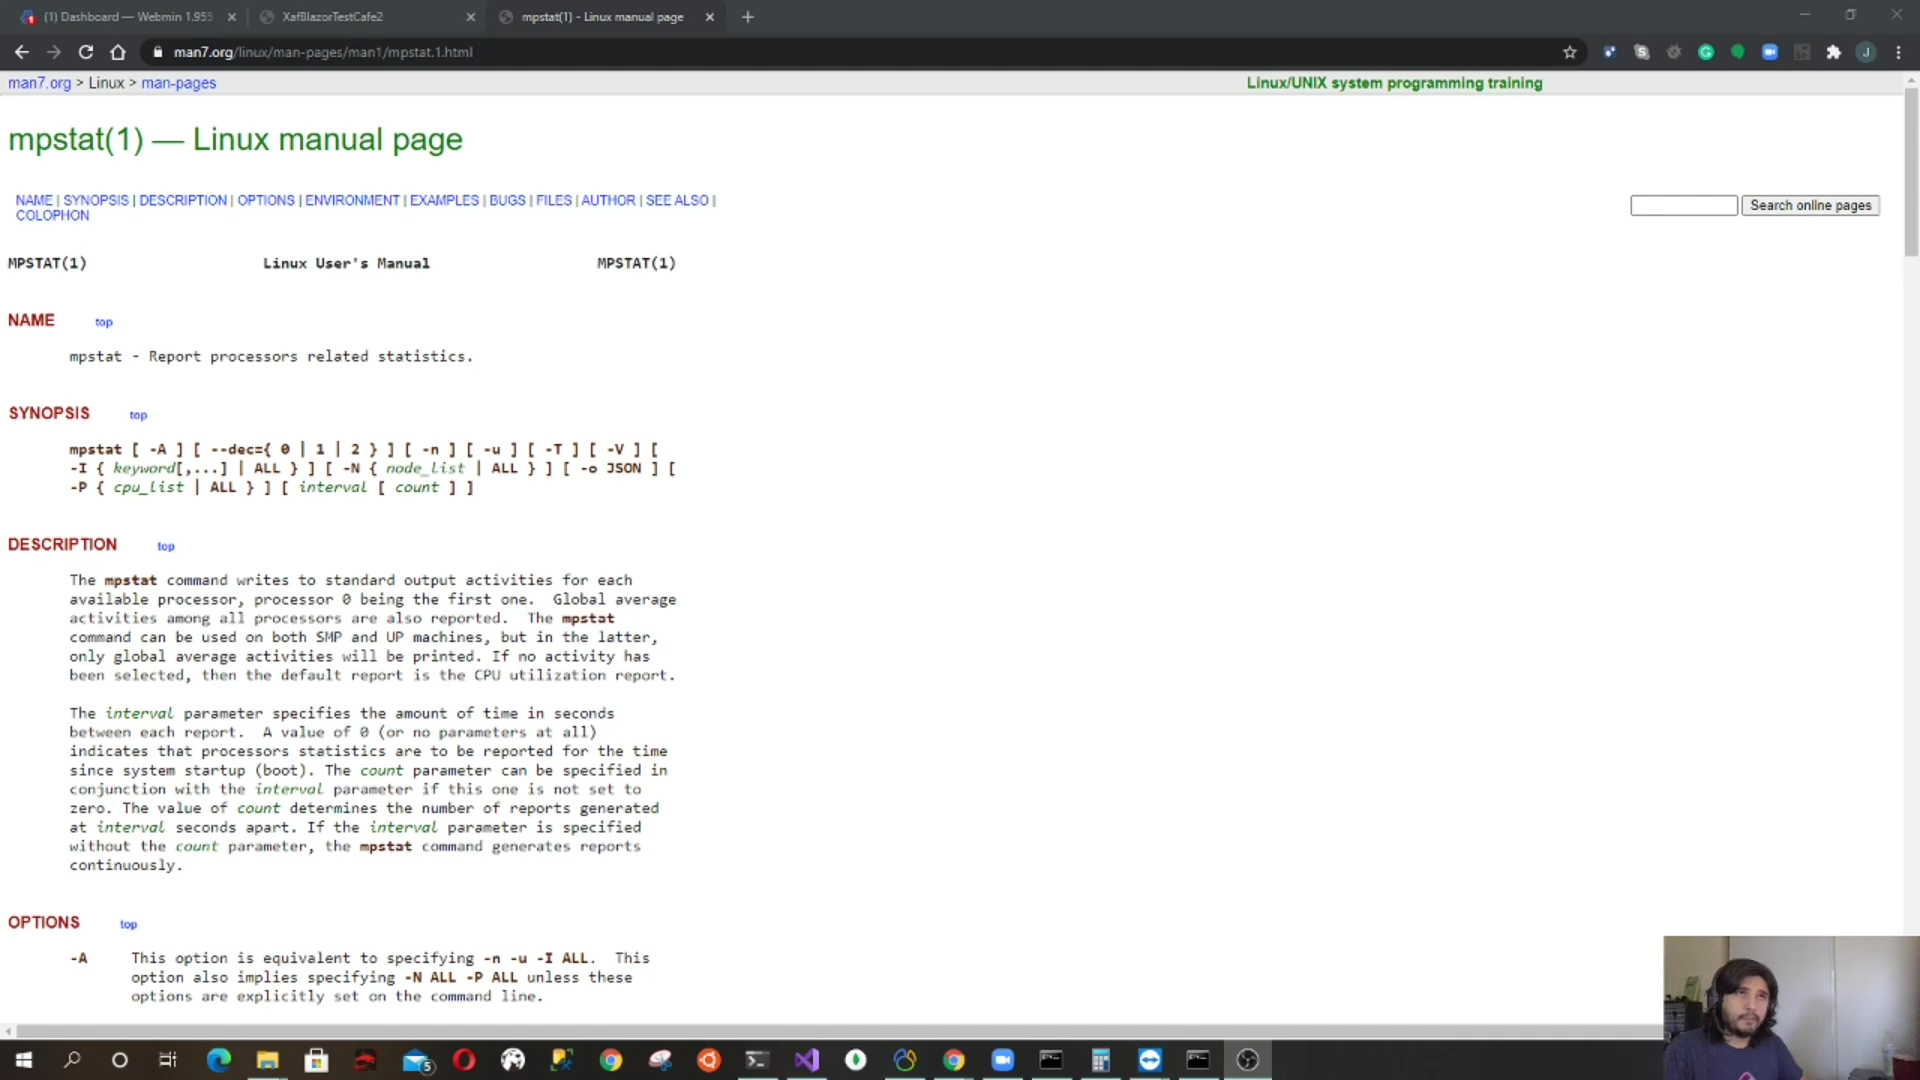 (1) Dashboard — Webmin 1.955
XafBlazorTestCafe2
mpstat(1) - Linux manual page
man7.org/linux/man-pages/man1/mpstat.1.html
man7.org > Linux > man-pages
Linux/UNIX system programming training
mpstat(1) — Linux manual page
NAME | SYNOPSIS | DESCRIPTION | OPTIONS | ENVIRONMENT | EXAMPLES | BUGS | FILES | AUTHOR | SEE ALSO |
COLOPHON
Search online pages
MPSTAT(1) Linux User's Manual MPSTAT(1)
NAME top
mpstat - Report processors related statistics.
SYNOPSIS top
mpstat [ -A ] [ --dec={ 0 | 1 | 2 } ] [ -n ] [ -u ] [ -T ] [ -V ] [
-I { keyword[,...] | ALL } ] [ -N { node_list | ALL } ] [ -o JSON ] [
-P { cpu_list | ALL } ] [ interval [ count ] ]
DESCRIPTION top
The mpstat command writes to standard output activities for each
available processor, processor 0 being the first one. Global average
activities among all processors are also reported. The mpstat
command can be used on both SMP and UP machines, but in the latter,
only global average activities will be printed. If no activity has
been selected, then the default report is the CPU utilization report.
The interval parameter specifies the amount of time in seconds
between each report. A value of 0 (or no parameters at all)
indicates that processors statistics are to be reported for the time
since system startup (boot). The count parameter can be specified in
conjunction with the interval parameter if this one is not set to
zero. The value of count determines the number of reports generated
at interval seconds apart. If the interval parameter is specified
without the count parameter, the mpstat command generates reports
continuously.
OPTIONS top
-A This option is equivalent to specifying -n -u -I ALL. This
option also implies specifying -N ALL -P ALL unless these
options are explicitly set on the command line.
J
5